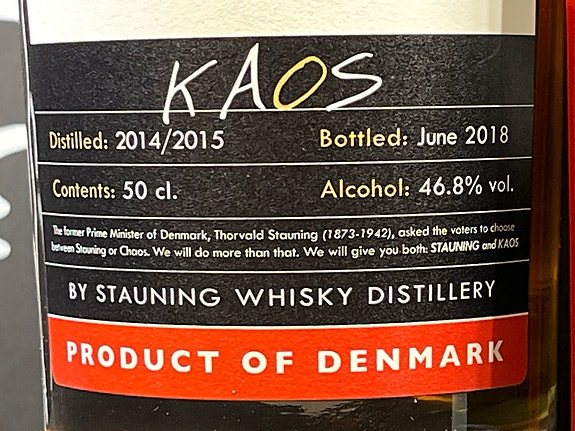 KAOS
Distilled: 2014/2015 Bottled: June 2018
Contents: 50 cl. Alcohol: 46.8% vol.
The former Prime Minister of Denmark, Thorvald Stauning (1873-1942), asked the voters to choose
between Stauning or Chaos. We will do more than that. We will give you both: STAUNING and KAOS
BY STAUNING WHISKY DISTILLERY
PRODUCT OF DENMARK